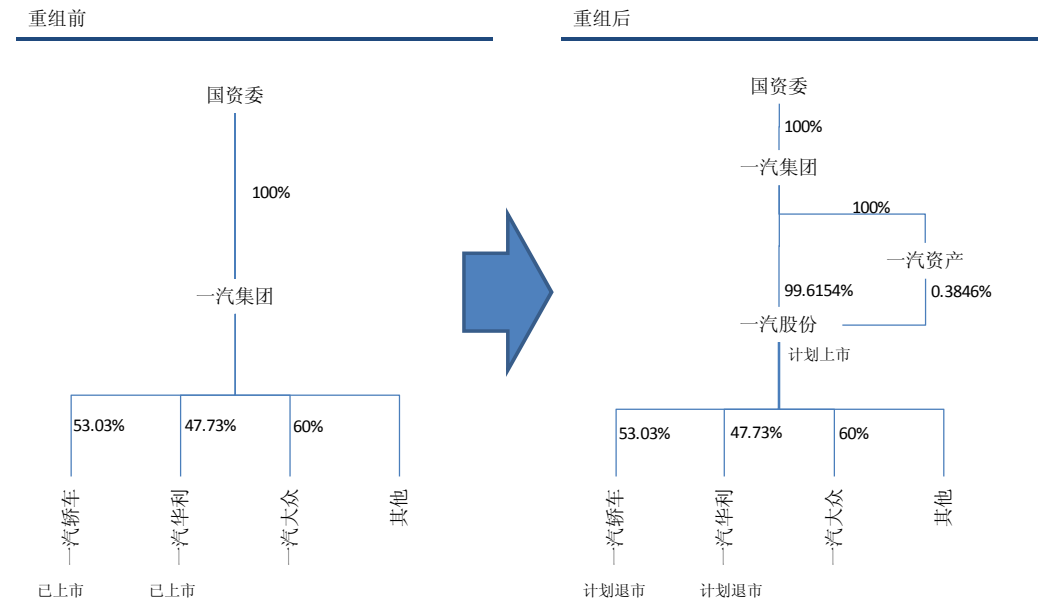 重组前
国资委
100%
一汽集团
53.03%
47.73%
60%
一汽轿车
一汽华利
一汽大众
其他
已上市
已上市
重组后
国资委
100%
一汽集团
100%
一汽资产
99.6154%
0.3846%
一汽股份
计划上市
53.03%
47.73%
60%
一汽轿车
一汽华利
一汽大众
其他
计划退市
计划退市